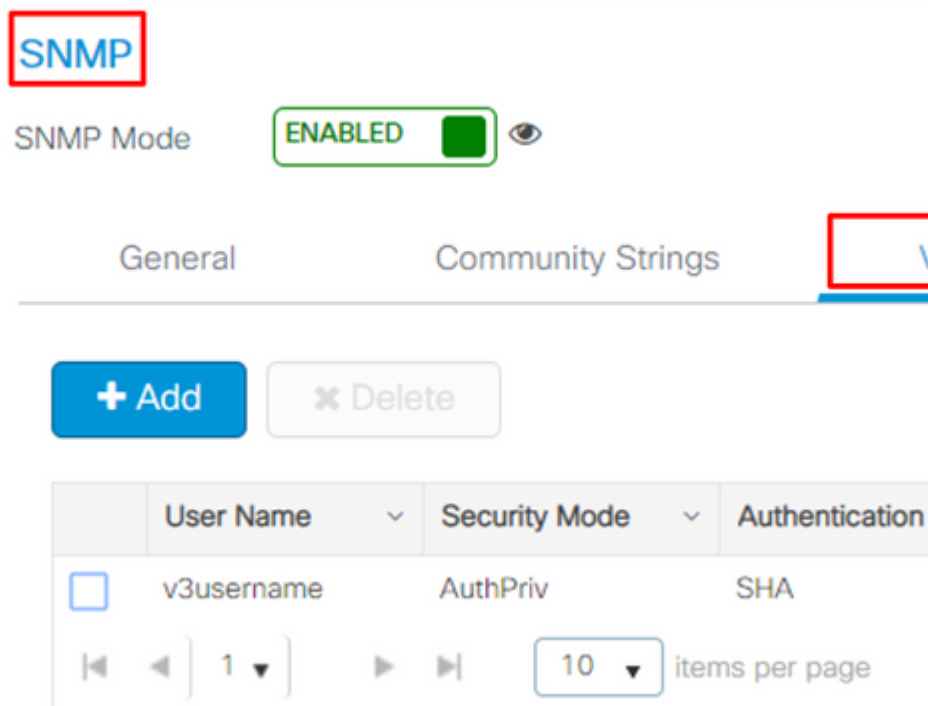 SNMP
SNMP Mode ENABLED
General Community Strings
+ Add ✖ Delete
User Name Security Mode Authentication
v3username AuthPriv SHA
1 10 items per page